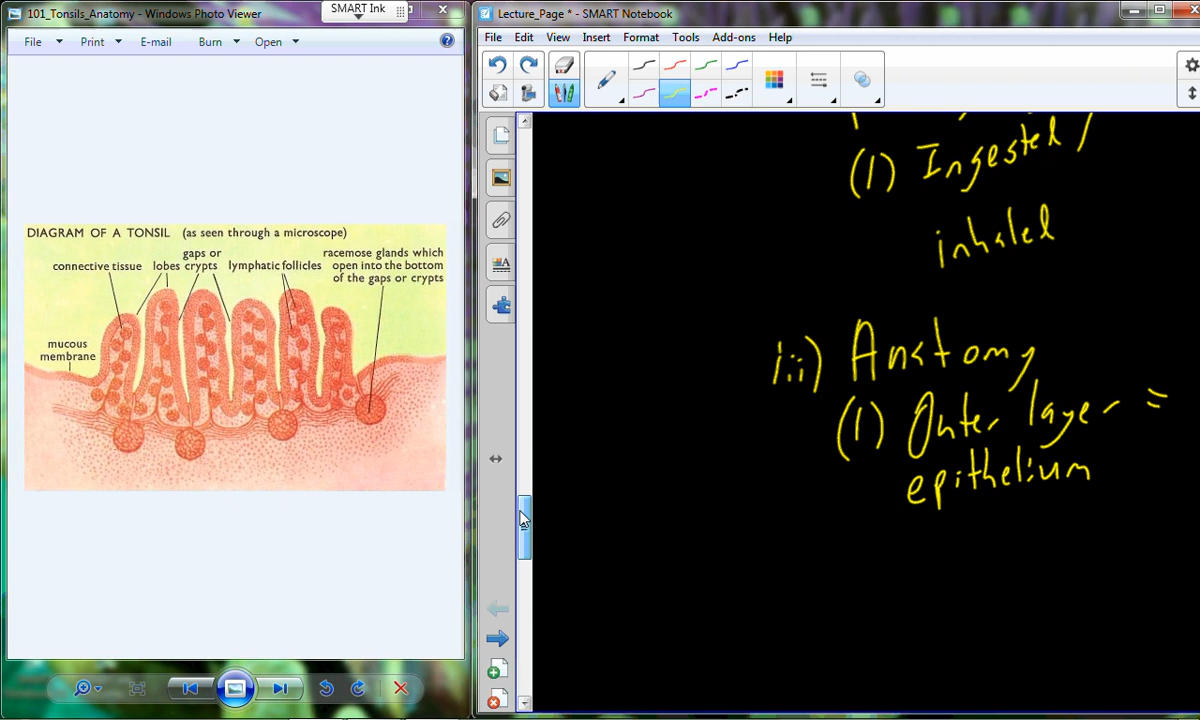 101_Tonsils_Anatomy - Windows Photo Viewer
SMART Ink
File Print E-mail Burn Open
DIAGRAM OF A TONSIL (as seen through a microscope)
gaps or
racemose glands which
connective tissue lobes crypts lymphatic follicles open into the bottom
of the gaps or crypts
mucous
membrane
Lecture_Page * - SMART Notebook
File Edit View Insert Format Tools Add-ons Help
(1) Ingested /
inhaled
iii) Anatomy
(1) Outer layer =
epithelium